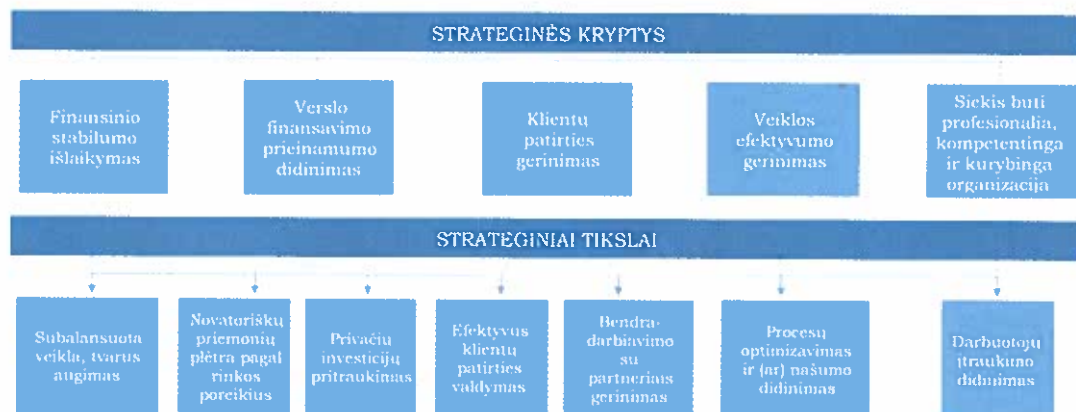 STRATEGINĖS KRYPTYS
Finansinio
stabilumo
išlaikymas
Verslo
finansavimo
prieinamumo
didinimas
Klientų
patirties
gerinimas
Veiklos
efektyvumo
gerinimas
Siekis buti
profesionalia,
kompetentinga
ir kurybinga
organizacija
STRATEGINIAI TIKSLAI
Subalansuota
veikla, tvarus
augimas
Novatoriškų
priemonių
plėtra pagal
rinkos
poreikius
Privačių
investicijų
pritraukimas
Efektyvus
klientų
patirties
valdymas
Bendra-
darbiavimo
su
partneriais
gerinimas
Procesų
optimizavimas
ir (ar) našumo
didinimas
Darbuotojų
įtraukimo
didinimas